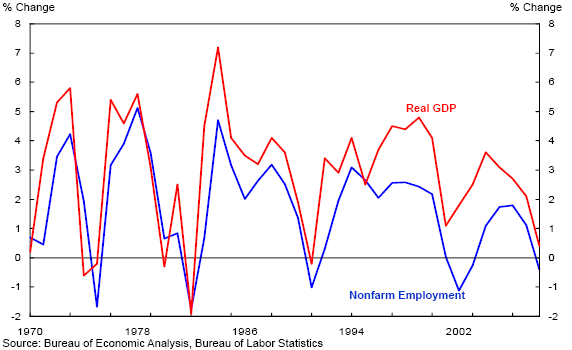 % Change % Change
8 8
7 7
6 6
5 5
Real GDP
4 4
3 3
2 2
1 1
0 0
-1 -1
Nonfarm Employment
-2 -2
1970 1978 1986 1994 2002
Source: Bureau of Economic Analysis, Bureau of Labor Statistics